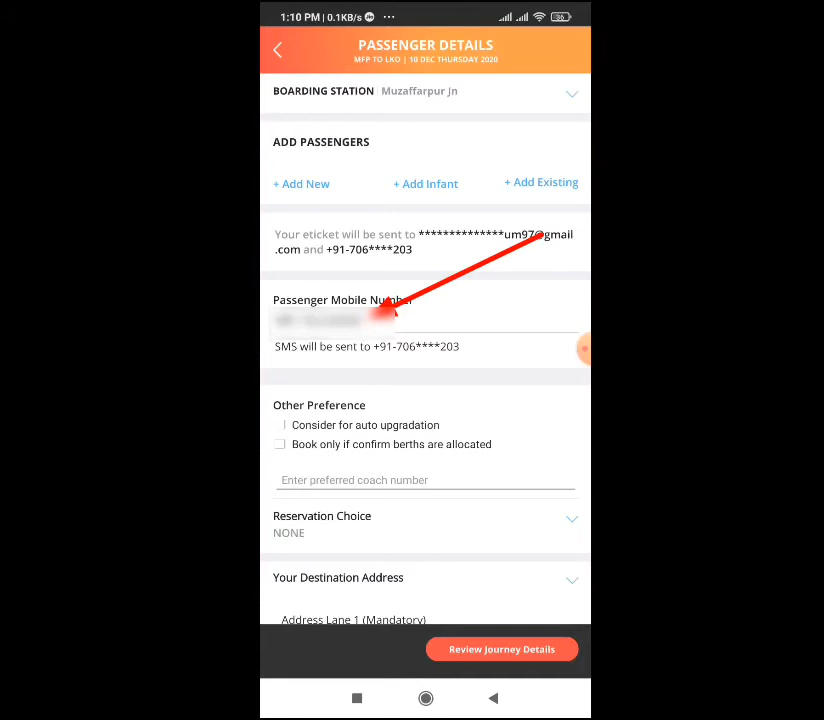 1:10 PM | 0.1KB/s ...
36
PASSENGER DETAILS
MFP TO LKO | 10 DEC THURSDAY 2020
BOARDING STATION Muzaffarpur Jn
ADD PASSENGERS
+ Add New + Add Infant + Add Existing
Your eticket will be sent to **************um97@gmail
.com and +91-706****203
Passenger Mobile Number
SMS will be sent to +91-706****203
Other Preference
Consider for auto upgradation
Book only if confirm berths are allocated
Enter preferred coach number
Reservation Choice
NONE
Your Destination Address
Address Lane 1 (Mandatory)
Review Journey Details